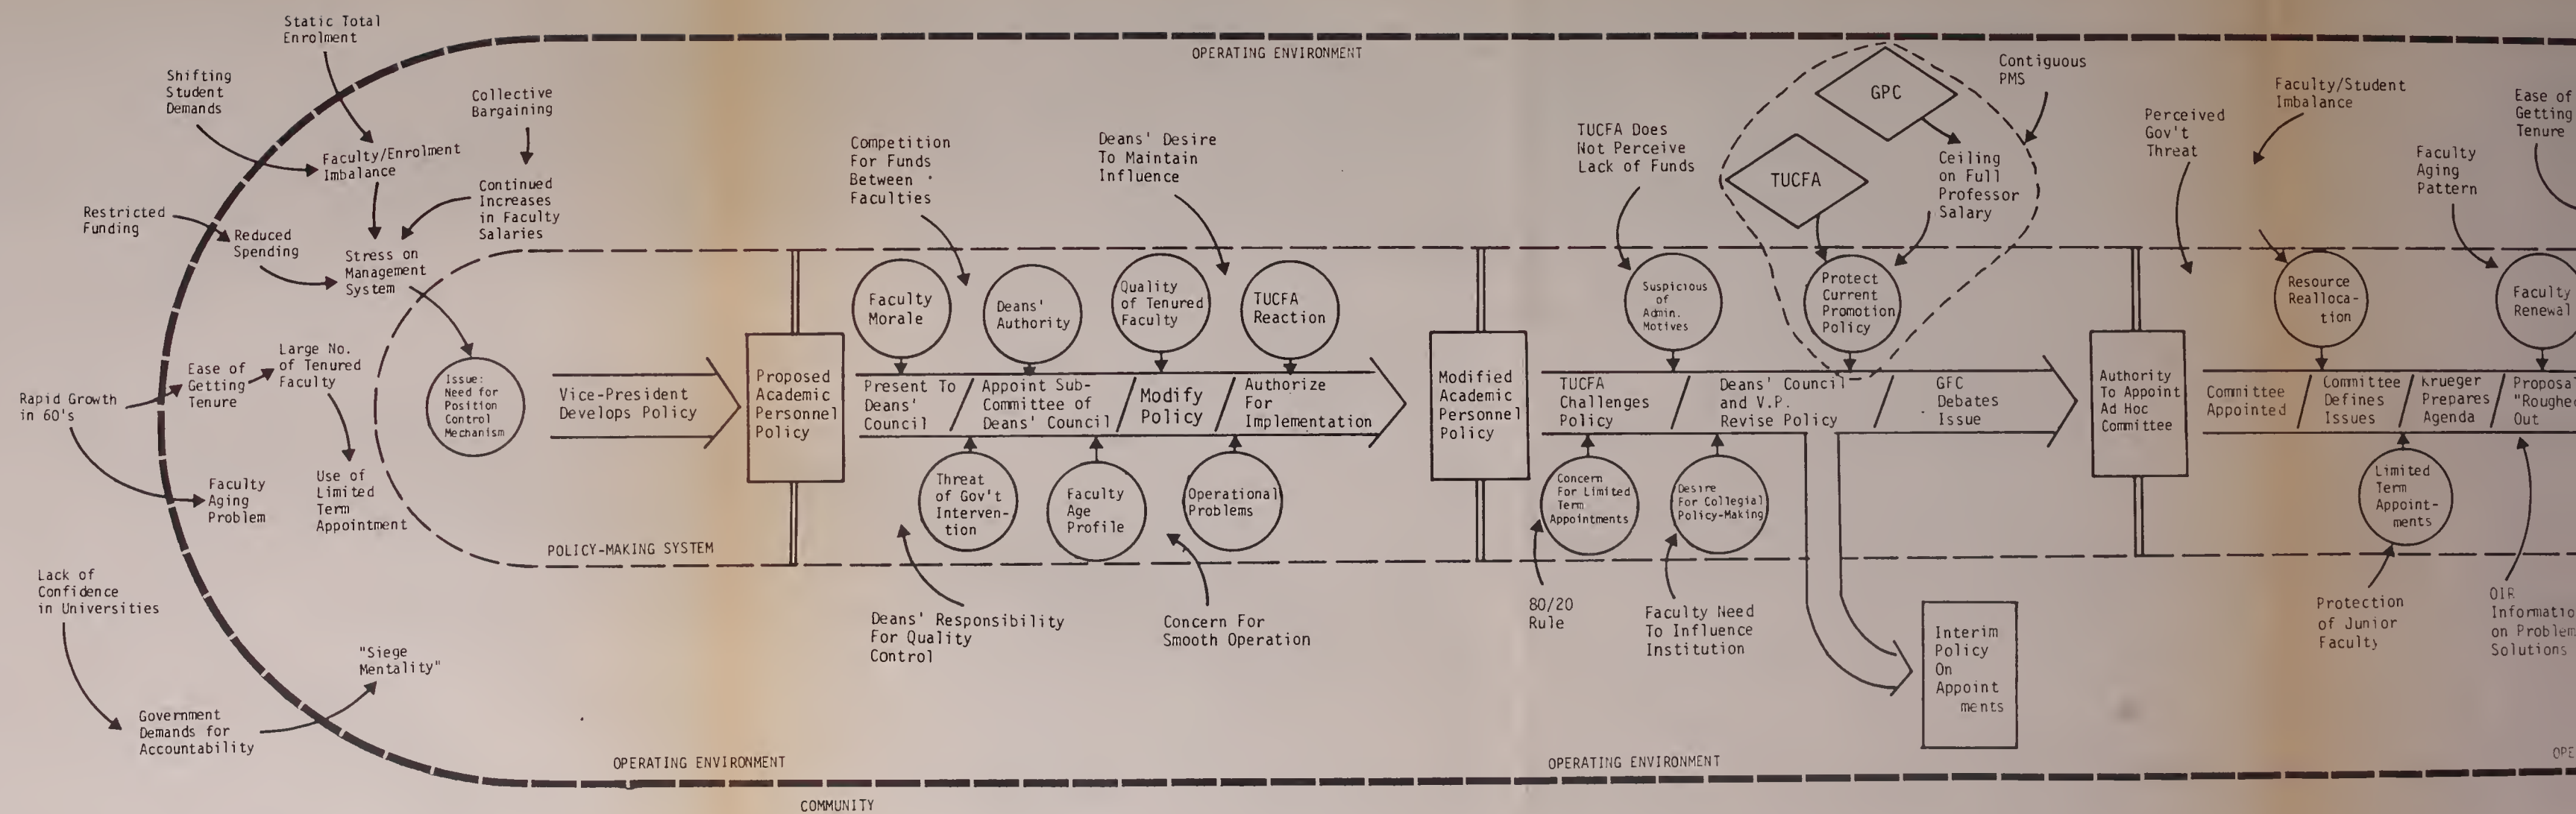 Static Total
Enrolment
OPERATING ENVIRONMENT
Shifting
Student
Demands
Collective
Bargaining
Faculty/Enrolment
Imbalance
Continued
Increases
in Faculty
Salaries
Restricted
Funding
Reduced
Spending
Stress on
Management
System
Rapid Growth
in 60's
Ease of
Getting
Tenure
Large No.
of Tenured
Faculty
Faculty
Aging
Problem
Use of
Limited
Term
Appointment
Lack of
Confidence
in Universities
"Siege
Mentality"
Government
Demands for
Accountability
Issue:
Need for
Position
Control
Mechanism
Vice-President
Develops Policy
POLICY-MAKING SYSTEM
Proposed
Academic
Personnel
Policy
Competition
For Funds
Between
Faculties
Deans' Desire
To Maintain
Influence
Faculty
Morale
Deans'
Authority
Quality
of Tenured
Faculty
TUCFA
Reaction
Present To
Deans'
Council
Appoint Sub-
Committee of
Deans' Council
Modify
Policy
Authorize
For
Implementation
Threat
of Gov't
Interven-
tion
Faculty
Age
Profile
Operational
Problems
Deans' Responsibility
For Quality
Control
Concern For
Smooth Operation
Modified
Academic
Personnel
Policy
TUCFA Does
Not Perceive
Lack of Funds
GPC
TUCFA
Contiguous
PMS
Ceiling
on Full
Professor
Salary
Suspicious
of
Admin.
Motives
Protect
Current
Promotion
Policy
TUCFA
Challenges
Policy
Deans' Council
and V.P.
Revise Policy
GFC
Debates
Issue
Concern
For Limited
Term
Appointments
Desire
For Collegial
Policy-Making
80/20
Rule
Faculty Need
To Influence
Institution
Interim
Policy
On
Appoint
ments
Authority
To Appoint
Ad Hoc
Committee
Perceived
Gov't
Threat
Faculty/Student
Imbalance
Faculty
Aging
Pattern
Ease of
Getting
Tenure
Resource
Realloca-
tion
Faculty
Renewal
Committee
Appointed
Committee
Defines
Issues
Krueger
Prepares
Agenda
Proposal
"Roughed
Out
Limited
Term
Appoint-
ments
Protection
of Junior
Faculty
OIR
Informatio
on Problem
Solutions
OPERATING ENVIRONMENT
OPERATING ENVIRONMENT
OPE
COMMUNITY